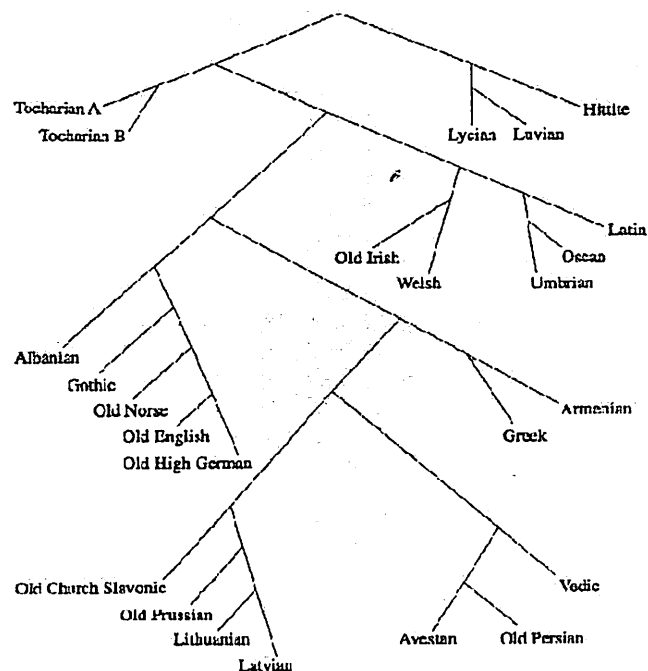 Tocharian A
Tocharian B
Lycian
Luvian
Hittite
Latin
Oscan
Umbrian
Old Irish
Welsh
Albanian
Gothic
Old Norse
Old English
Old High German
Armenian
Greek
Old Church Slavonic
Old Prussian
Lithuanian
Latvian
Avestan
Old Persian
Vedic